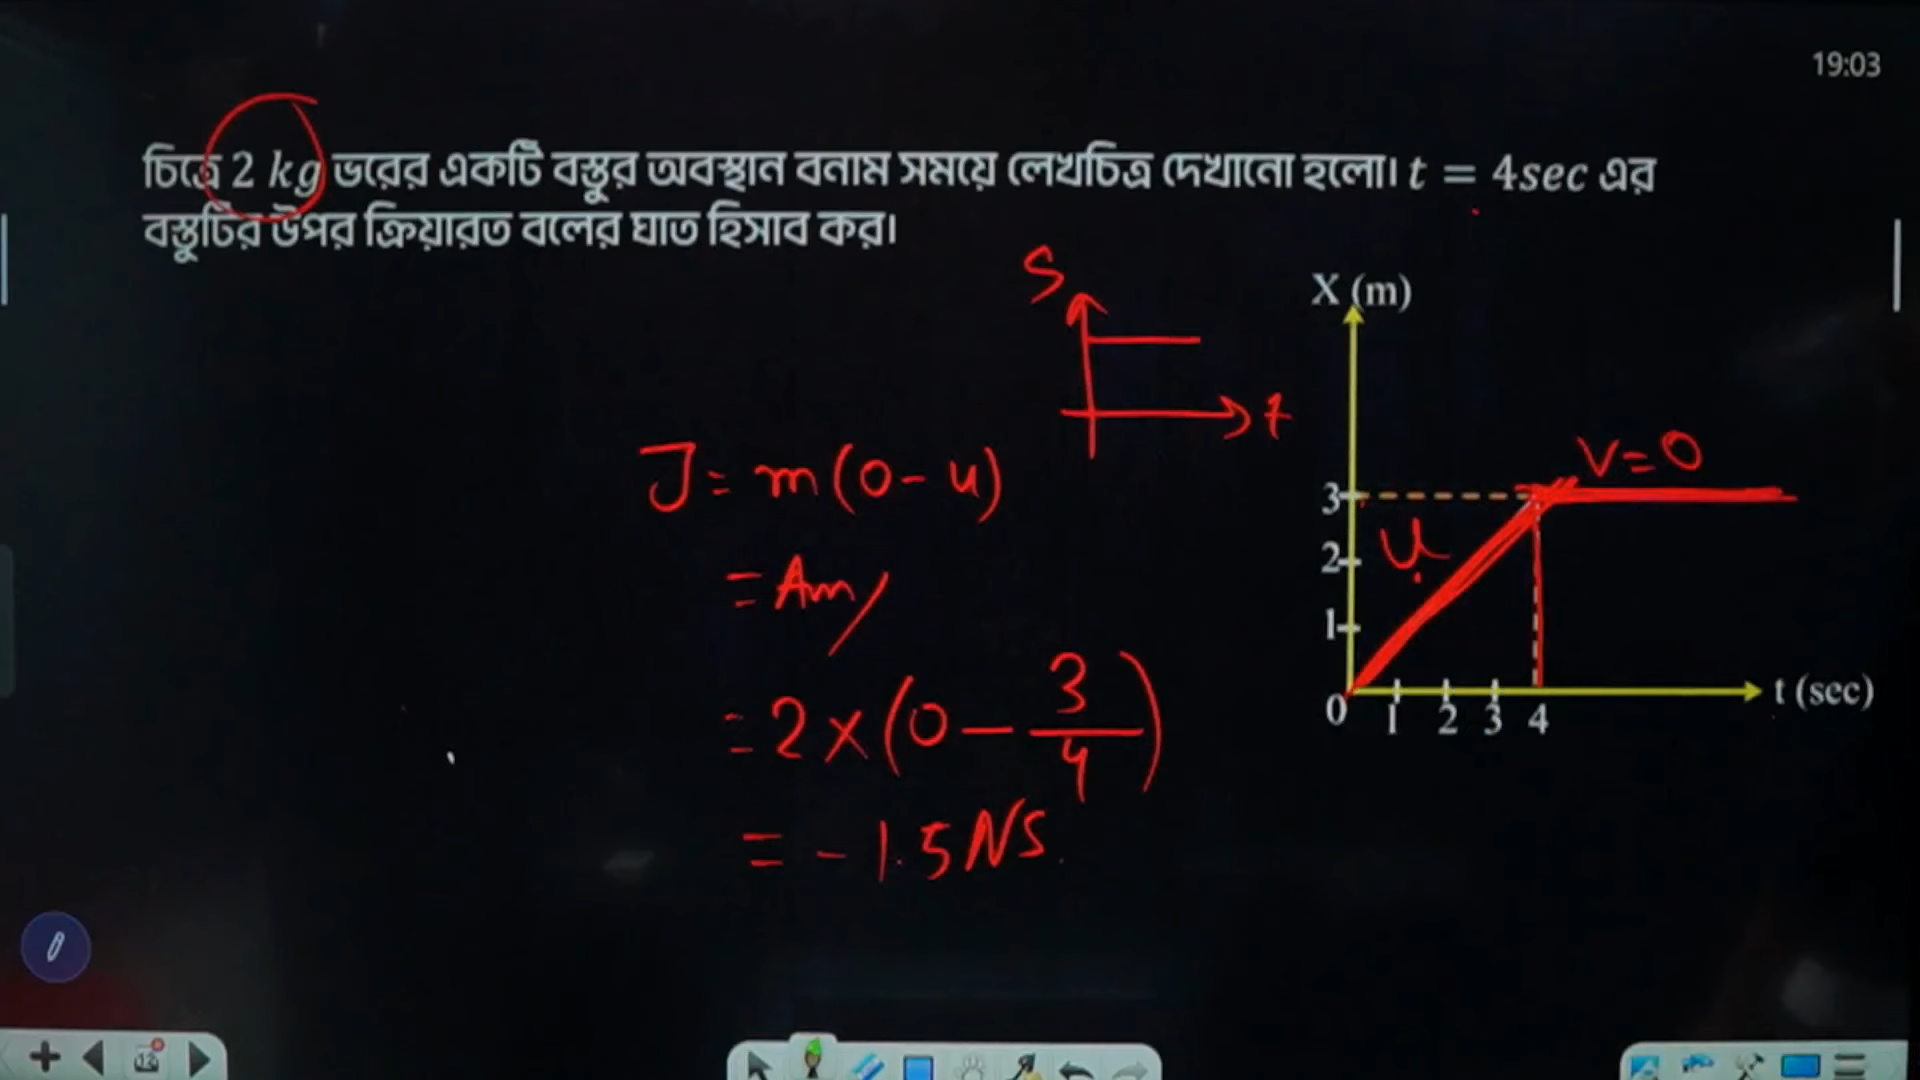 19:03
চিত্রে 2 kg ভরের একটি বস্তুর অবস্থান বনাম সময়ে লেখচিত্র দেখানো হলো। t = 4sec এর
বস্তুটির উপর ক্রিয়ারত বলের ঘাত হিসাব কর।
S
t
X (m)
V=0
3
2
1
0
1 2 3 4
t (sec)
U
J = m(0-u)
= Am
= 2×(0-3/4)
= -1.5 NS
12